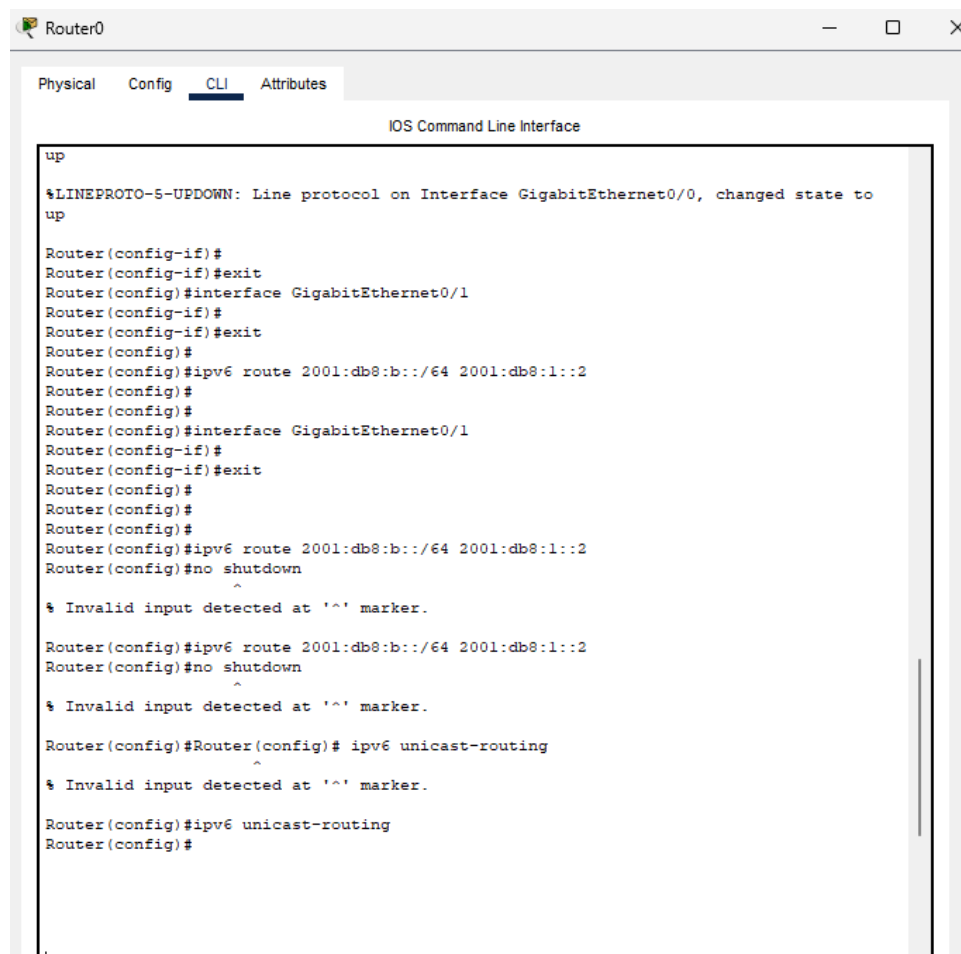 Router0
Physical Config CLI Attributes
IOS Command Line Interface
up
%LINEPROTO-5-UPDOWN: Line protocol on Interface GigabitEthernet0/0, changed state to
up
Router(config-if)#
Router(config-if)#exit
Router(config)#interface GigabitEthernet0/1
Router(config-if)#
Router(config-if)#exit
Router(config)#
Router(config)#ipv6 route 2001:db8:b::/64 2001:db8:1::2
Router(config)#
Router(config)#
Router(config)#interface GigabitEthernet0/1
Router(config-if)#
Router(config-if)#exit
Router(config)#
Router(config)#
Router(config)#
Router(config)#ipv6 route 2001:db8:b::/64 2001:db8:1::2
Router(config)#no shutdown
^
% Invalid input detected at '^' marker.
Router(config)#ipv6 route 2001:db8:b::/64 2001:db8:1::2
Router(config)#no shutdown
^
% Invalid input detected at '^' marker.
Router(config)#Router(config)# ipv6 unicast-routing
^
% Invalid input detected at '^' marker.
Router(config)#ipv6 unicast-routing
Router(config)#